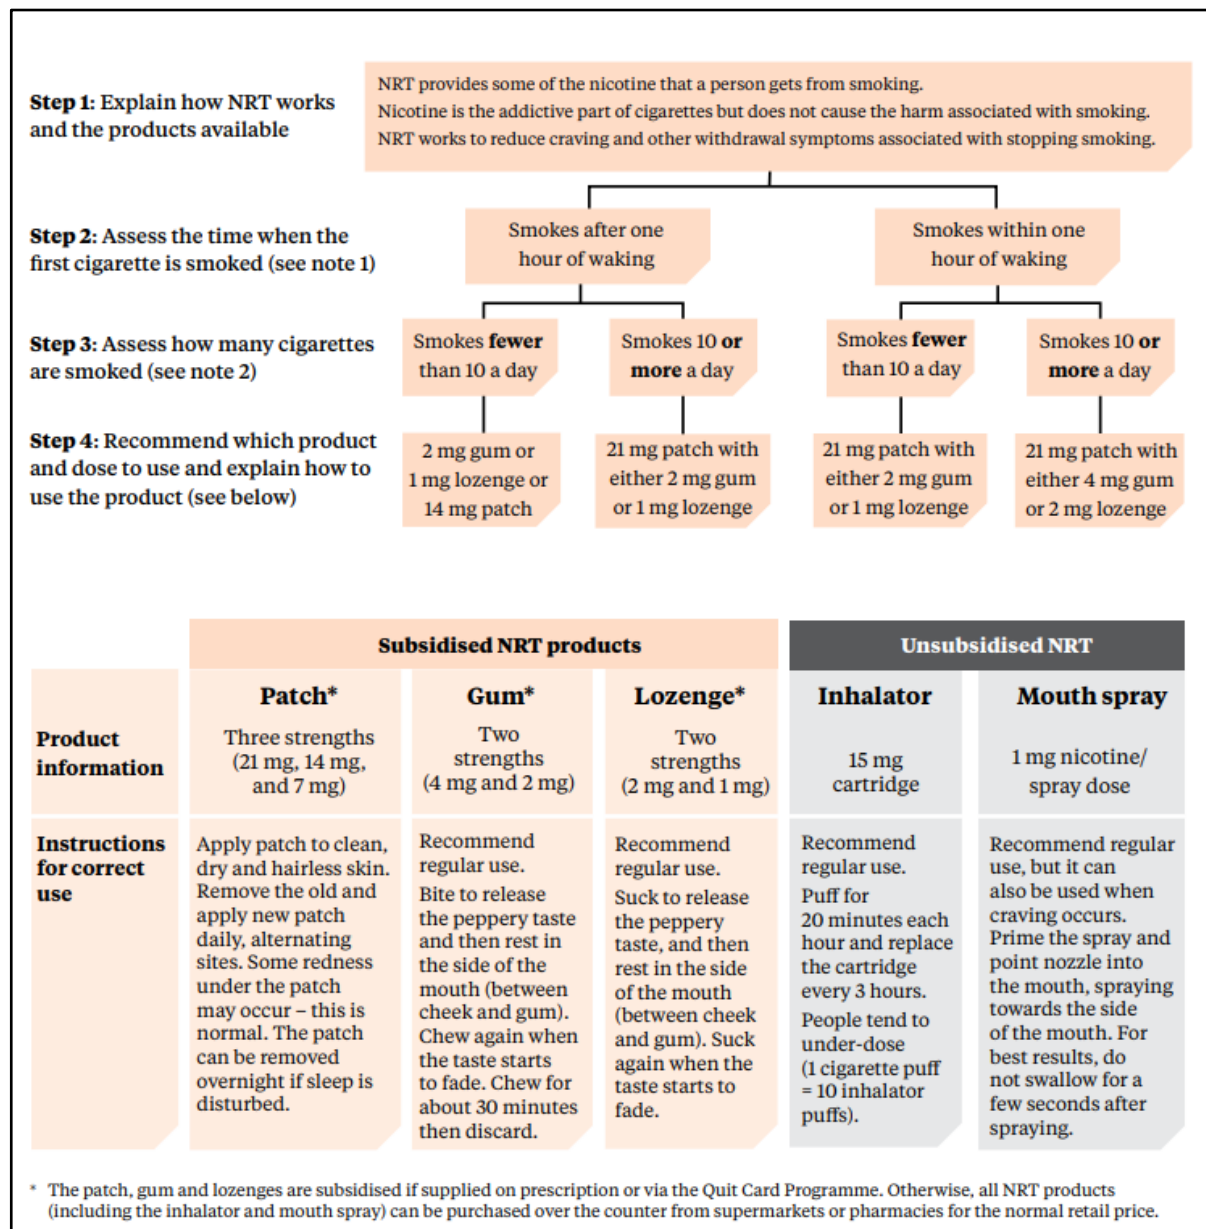 Step 1: Explain how NRT works
and the products available
NRT provides some of the nicotine that a person gets from smoking.
Nicotine is the addictive part of cigarettes but does not cause the harm associated with smoking.
NRT works to reduce craving and other withdrawal symptoms associated with stopping smoking.
Step 2: Assess the time when the
first cigarette is smoked (see note 1)
Smokes after one
hour of waking
Smokes within one
hour of waking
Step 3: Assess how many cigarettes
are smoked (see note 2)
Smokes fewer
than 10 a day
Smokes 10 or
more a day
Smokes fewer
than 10 a day
Smokes 10 or
more a day
Step 4: Recommend which product
and dose to use and explain how to
use the product (see below)
2 mg gum or
1 mg lozenge or
14 mg patch
21 mg patch with
either 2 mg gum
or 1 mg lozenge
21 mg patch with
either 2 mg gum
or 1 mg lozenge
21 mg patch with
either 4 mg gum
or 2 mg lozenge
Subsidised NRT products
Unsubsidised NRT
Patch*
Gum*
Lozenge*
Inhalator
Mouth spray
Product
information
Three strengths
(21 mg, 14 mg,
and 7 mg)
Two
strengths
(4 mg and 2 mg)
Two
strengths
(2 mg and 1 mg)
15 mg
cartridge
1 mg nicotine/
spray dose
Instructions
for correct
use
Apply patch to clean,
dry and hairless skin.
Remove the old and
apply new patch
daily, alternating
sites. Some redness
under the patch
may occur – this is
normal. The patch
can be removed
overnight if sleep is
disturbed.
Recommend
regular use.
Bite to release
the peppery taste
and then rest in
the side of the
mouth (between
cheek and gum).
Chew again when
the taste starts
to fade. Chew for
about 30 minutes
then discard.
Recommend
regular use.
Suck to release
the peppery
taste, and then
rest in the side
of the mouth
(between cheek
and gum). Suck
again when the
taste starts to
fade.
Recommend
regular use.
Puff for
20 minutes each
hour and replace
the cartridge
every 3 hours.
People tend to
under-dose
(1 cigarette puff
= 10 inhalator
puffs).
Recommend regular
use, but it can
also be used when
craving occurs.
Prime the spray and
point nozzle into
the mouth, spraying
towards the side
of the mouth. For
best results, do
not swallow for a
few seconds after
spraying.
* The patch, gum and lozenges are subsidised if supplied on prescription or via the Quit Card Programme. Otherwise, all NRT products
(including the inhalator and mouth spray) can be purchased over the counter from supermarkets or pharmacies for the normal retail price.